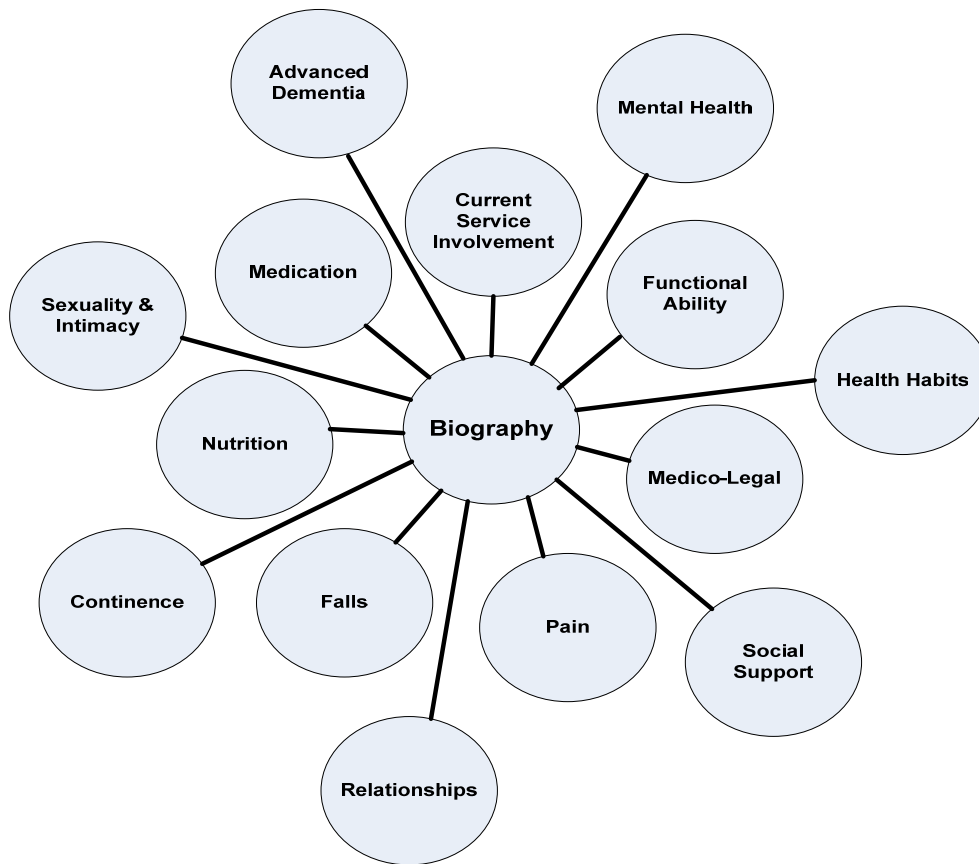 Advanced
Dementia
Mental Health
Current
Service
Involvement
Medication
Functional
Ability
Sexuality &
Intimacy
Health Habits
Biography
Nutrition
Medico-Legal
Continence
Falls
Pain
Social
Support
Relationships